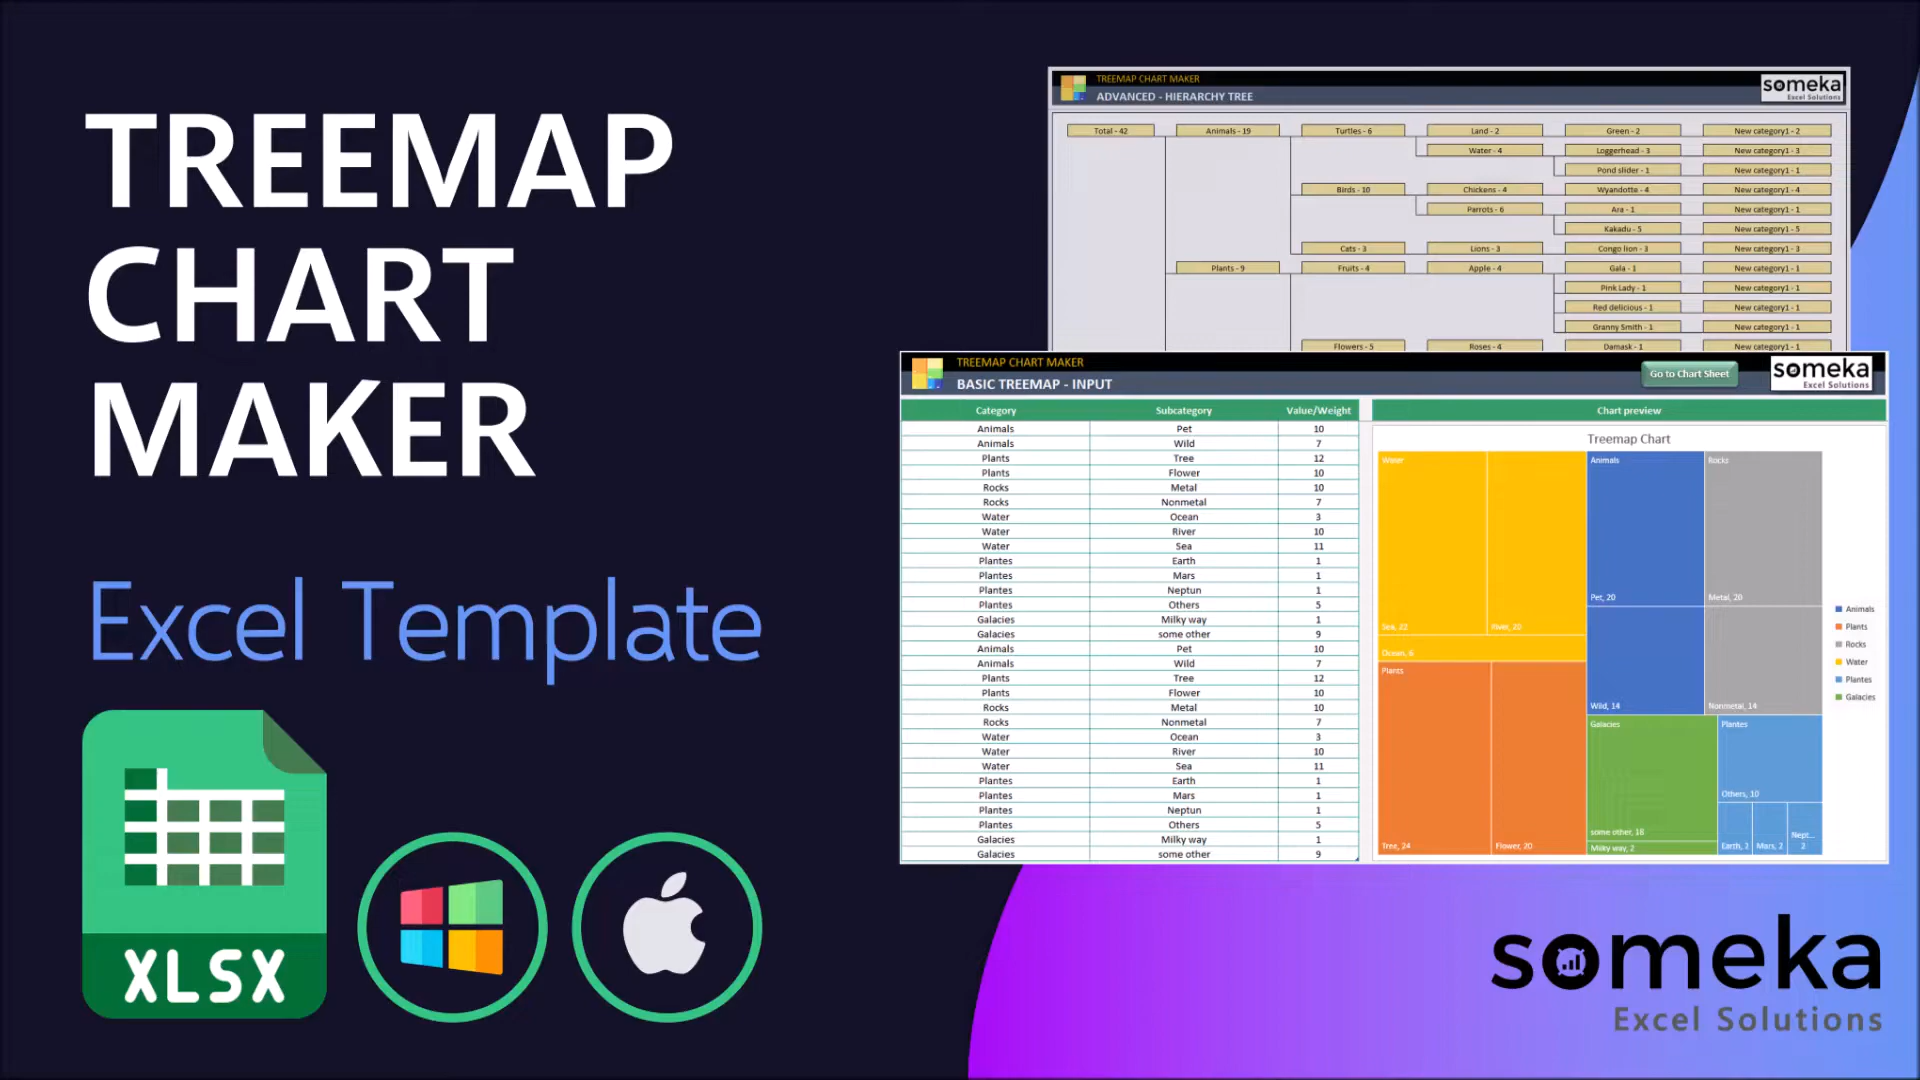 TREEMAP
CHART
MAKER
Excel Template
XLSX
TREEMAP CHART MAKER
ADVANCED - HIERARCHY TREE
someka
Excel Solutions
Total - 42 Animals - 19 Turtles - 6 Land - 2 Green - 2 New category1 - 2
Water - 4 Loggerhead - 3 New category1 - 3
Pond slider - 1 New category1 - 1
Birds - 10 Chickens - 4 Wyandotte - 4 New category1 - 4
Parrots - 6 Ara - 1 New category1 - 1
Kakadu - 5 New category1 - 5
Cats - 3 Lions - 3 Congo lion - 3 New category1 - 3
Plants - 9 Fruits - 4 Apple - 4 Gala - 1 New category1 - 1
Pink Lady - 1 New category1 - 1
Red delicious - 1 New category1 - 1
Granny Smith - 1 New category1 - 1
Flowers - 5 Roses - 4 Damask - 1 New category1 - 1
TREEMAP CHART MAKER
BASIC TREEMAP - INPUT
Go to Chart Sheet
someka
Excel Solutions
Category Subcategory Value/Weight
Animals Pet 10
Animals Wild 7
Plants Tree 12
Plants Flower 10
Rocks Metal 10
Rocks Nonmetal 7
Water Ocean 3
Water River 10
Water Sea 11
Plantes Earth 1
Plantes Mars 1
Plantes Neptun 1
Plantes Others 5
Galacies Milky way 1
Galacies some other 9
Animals Pet 10
Animals Wild 7
Plants Tree 12
Plants Flower 10
Rocks Metal 10
Rocks Nonmetal 7
Water Ocean 3
Water River 10
Water Sea 11
Plantes Earth 1
Plantes Mars 1
Plantes Neptun 1
Plantes Others 5
Galacies Milky way 1
Galacies some other 9
Chart preview
Treemap Chart
Water
Sea, 22
River, 20
Ocean, 6
Plants
Tree, 24
Flower, 20
Animals
Pet, 20
Wild, 14
Rocks
Metal, 20
Nonmetal, 14
Galacies
some other, 18
Milky way, 2
Plantes
Others, 10
Earth, 2
Mars, 2
Nept...
2
Animals
Plants
Rocks
Water
Plantes
Galacies
someka
Excel Solutions